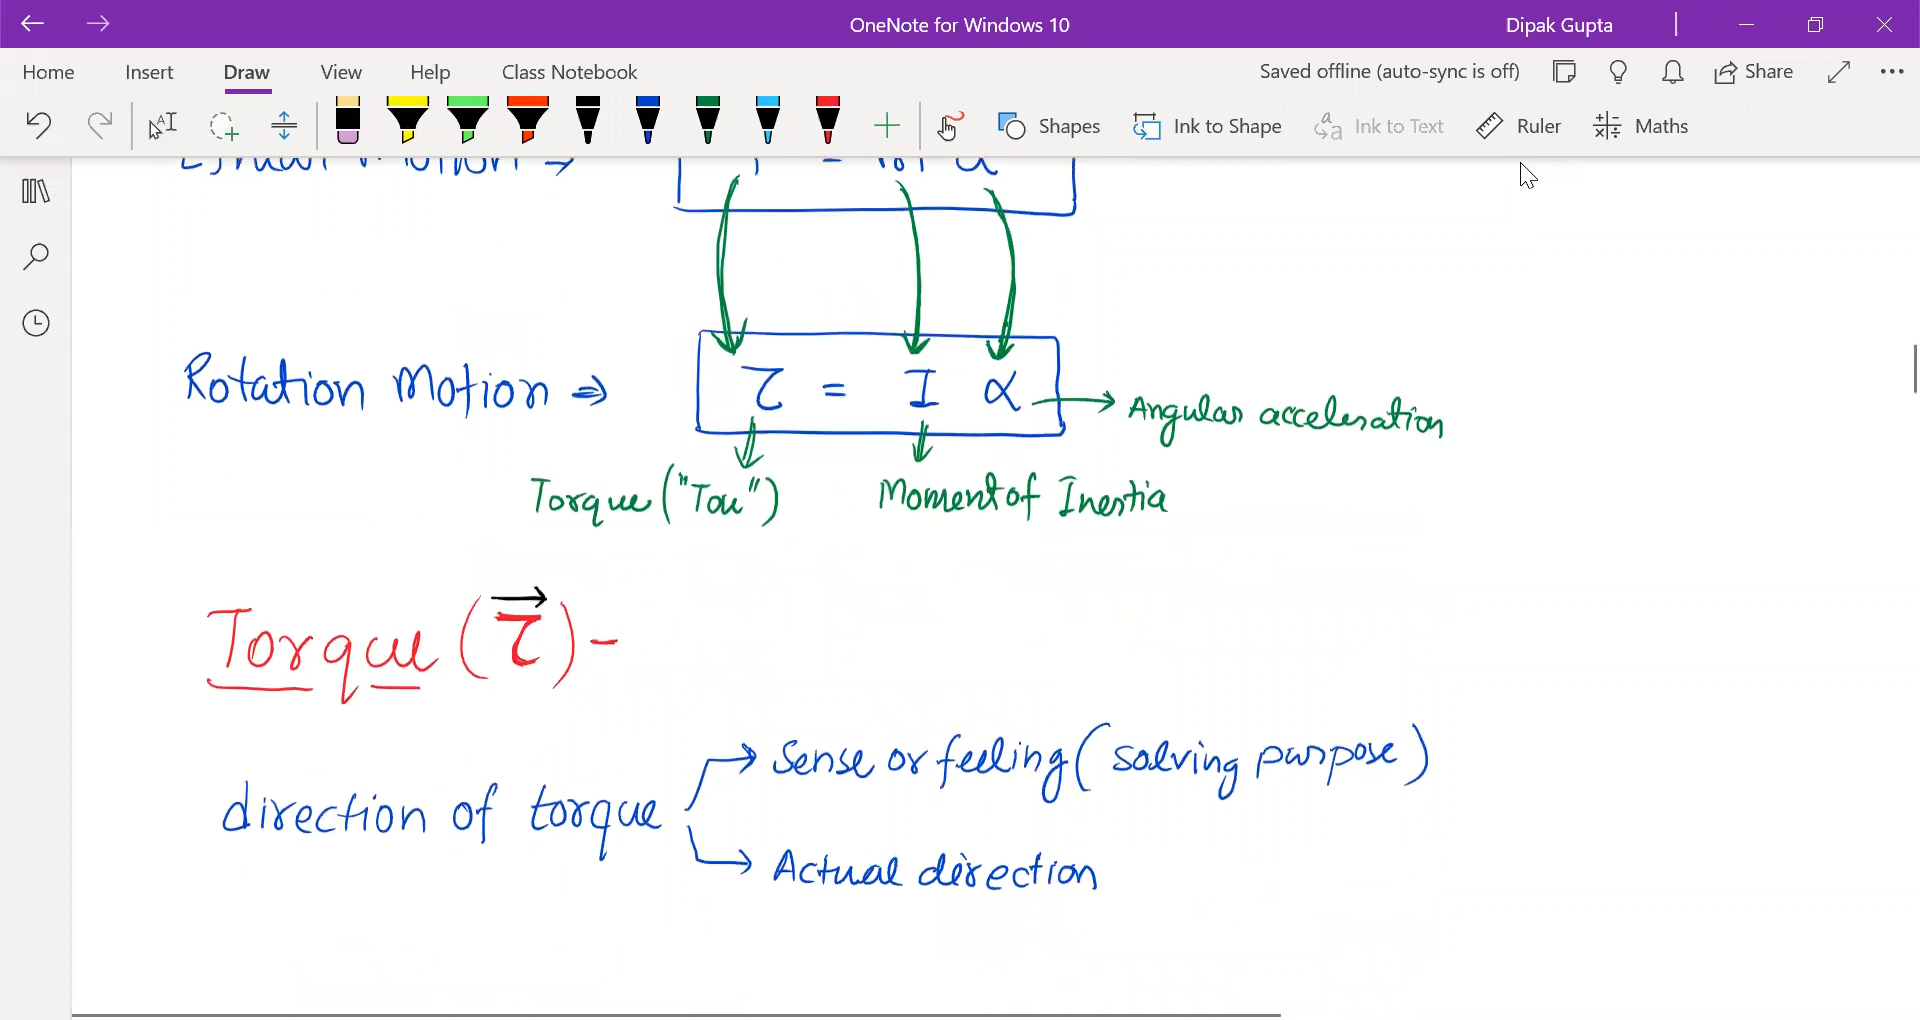 OneNote for Windows 10
Dipak Gupta
Home Insert Draw View Help Class Notebook
Saved offline (auto-sync is off) Share
Shapes Ink to Shape Ink to Text Ruler Maths
Motion ⇒ = a
Rotation Motion ⇒ τ = I α → Angular acceleration
Torque ("Tou") Moment of Inertia
Torque (τ⃗) -
direction of torque
→ Sense or feeling (solving purpose)
→ Actual direction